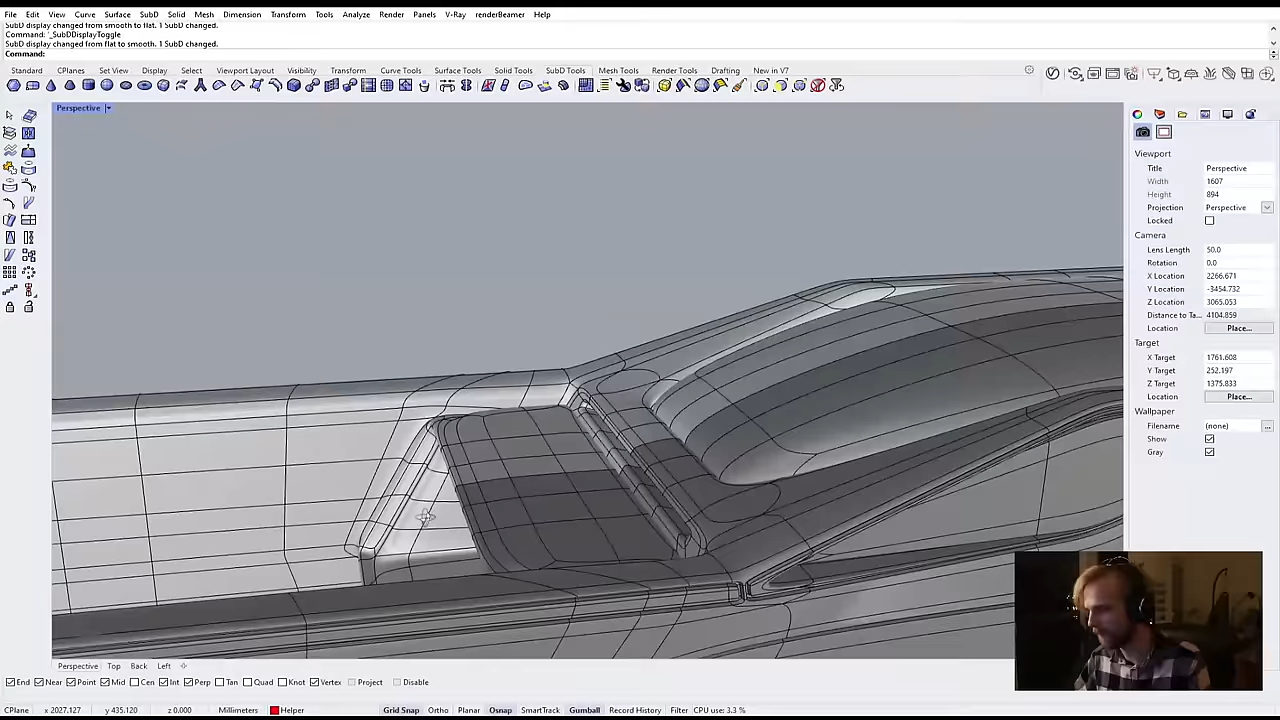 File Edit View Curve Surface SubD Solid Mesh Dimension Transform Tools Analyze Render Panels V-Ray renderBeamer Help
SubD display changed from smooth to flat. 1 SubD changed.
Command: '_SubDDisplayToggle
SubD display changed from flat to smooth. 1 SubD changed.
Command:
Standard CPlanes Set View Display Select Viewport Layout Visibility Transform Curve Tools Surface Tools Solid Tools SubD Tools Mesh Tools Render Tools Drafting New in V7
Perspective
Viewport
Title Perspective
Width 1607
Height 894
Projection Perspective
Locked
Camera
Lens Length 50.0
Rotation 0.0
X Location 2266.671
Y Location -3454.732
Z Location 3065.053
Distance to Ta... 4104.859
Location Place...
Target
X Target 1761.608
Y Target 252.197
Z Target 1375.833
Location Place...
Wallpaper
Filename (none) ...
Show
Gray
Perspective Top Back Left
End Near Point Mid Cen Int Perp Tan Quad Knot Vertex Project Disable
CPlane x 2027.127 y 435.120 z 0.000 Millimeters Helper Grid Snap Ortho Planar Osnap SmartTrack Gumball Record History Filter CPU use: 3.3 %